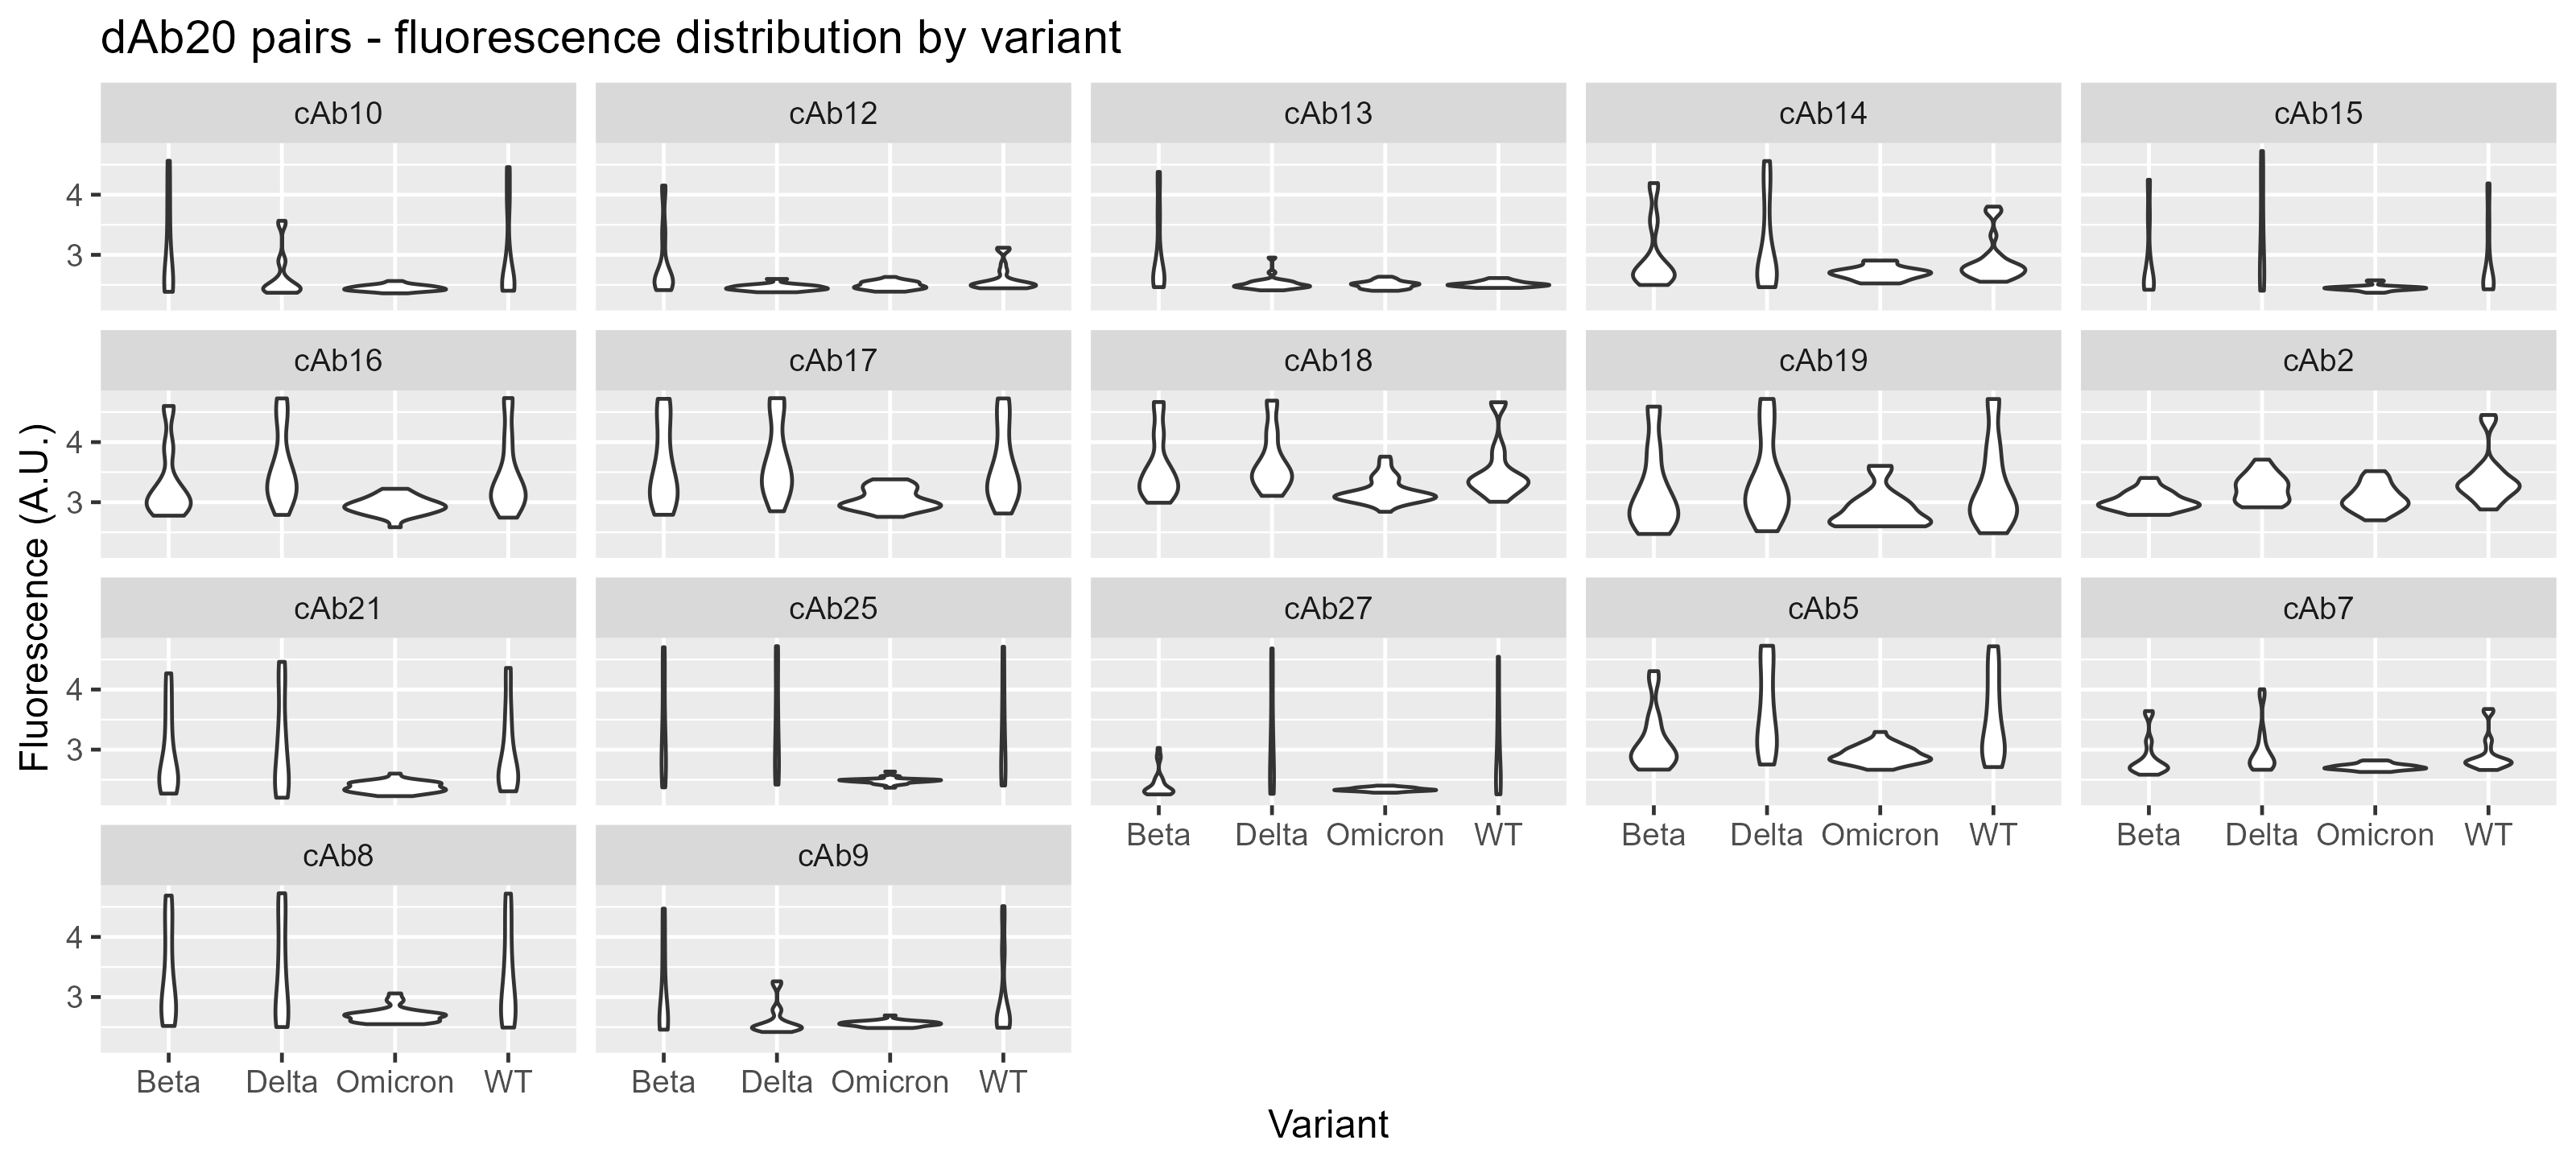 dAb20 pairs - fluorescence distribution by variant
cAb10 cAb12 cAb13 cAb14 cAb15
4
3
cAb16 cAb17 cAb18 cAb19 cAb2
4
3
Fluorescence (A.U.)
cAb21 cAb25 cAb27 cAb5 cAb7
4
3
Beta Delta Omicron WT Beta Delta Omicron WT Beta Delta Omicron WT
cAb8 cAb9
4
3
Beta Delta Omicron WT Beta Delta Omicron WT
Variant